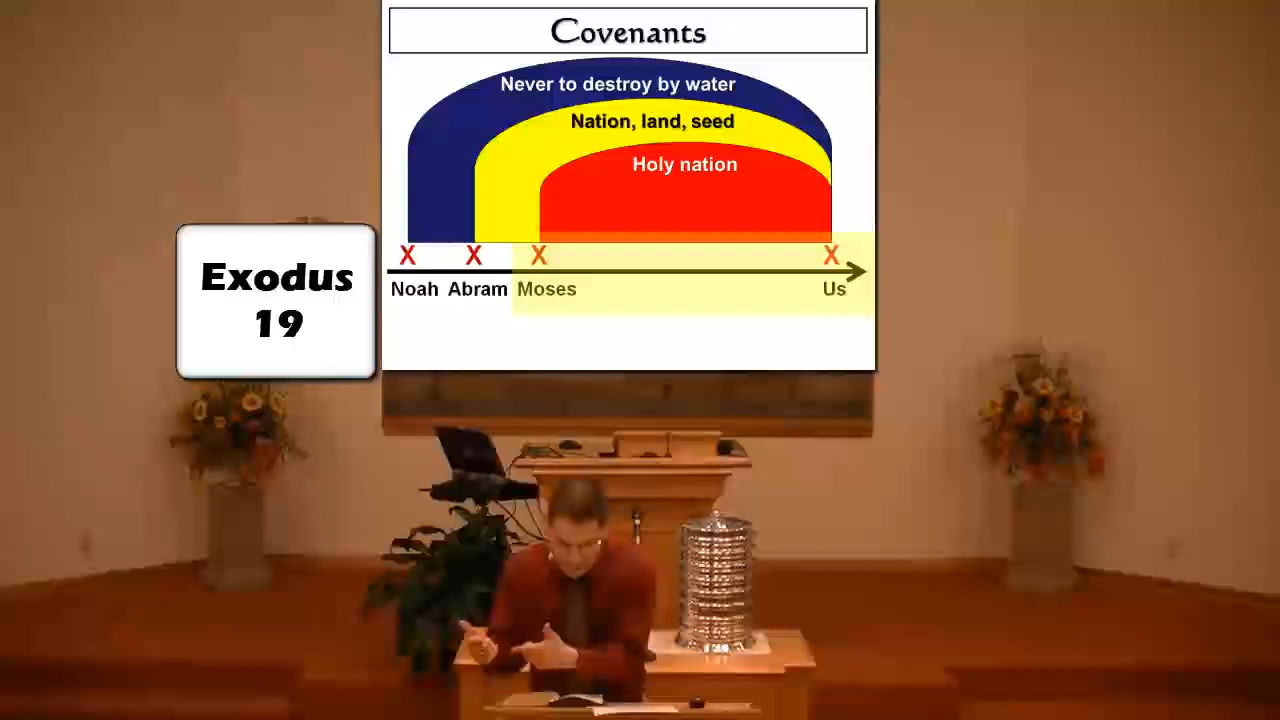 Covenants
Never to destroy by water
Nation, land, seed
Holy nation
X X X X
Noah Abram Moses Us
Exodus
19